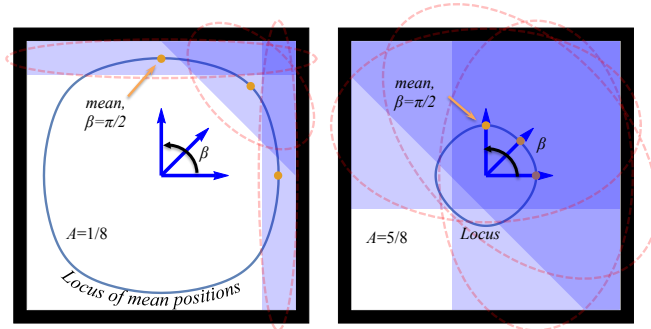 mean,
β=π/2
β
A=1/8
Locus of mean positions
mean,
β=π/2
β
A=5/8
Locus